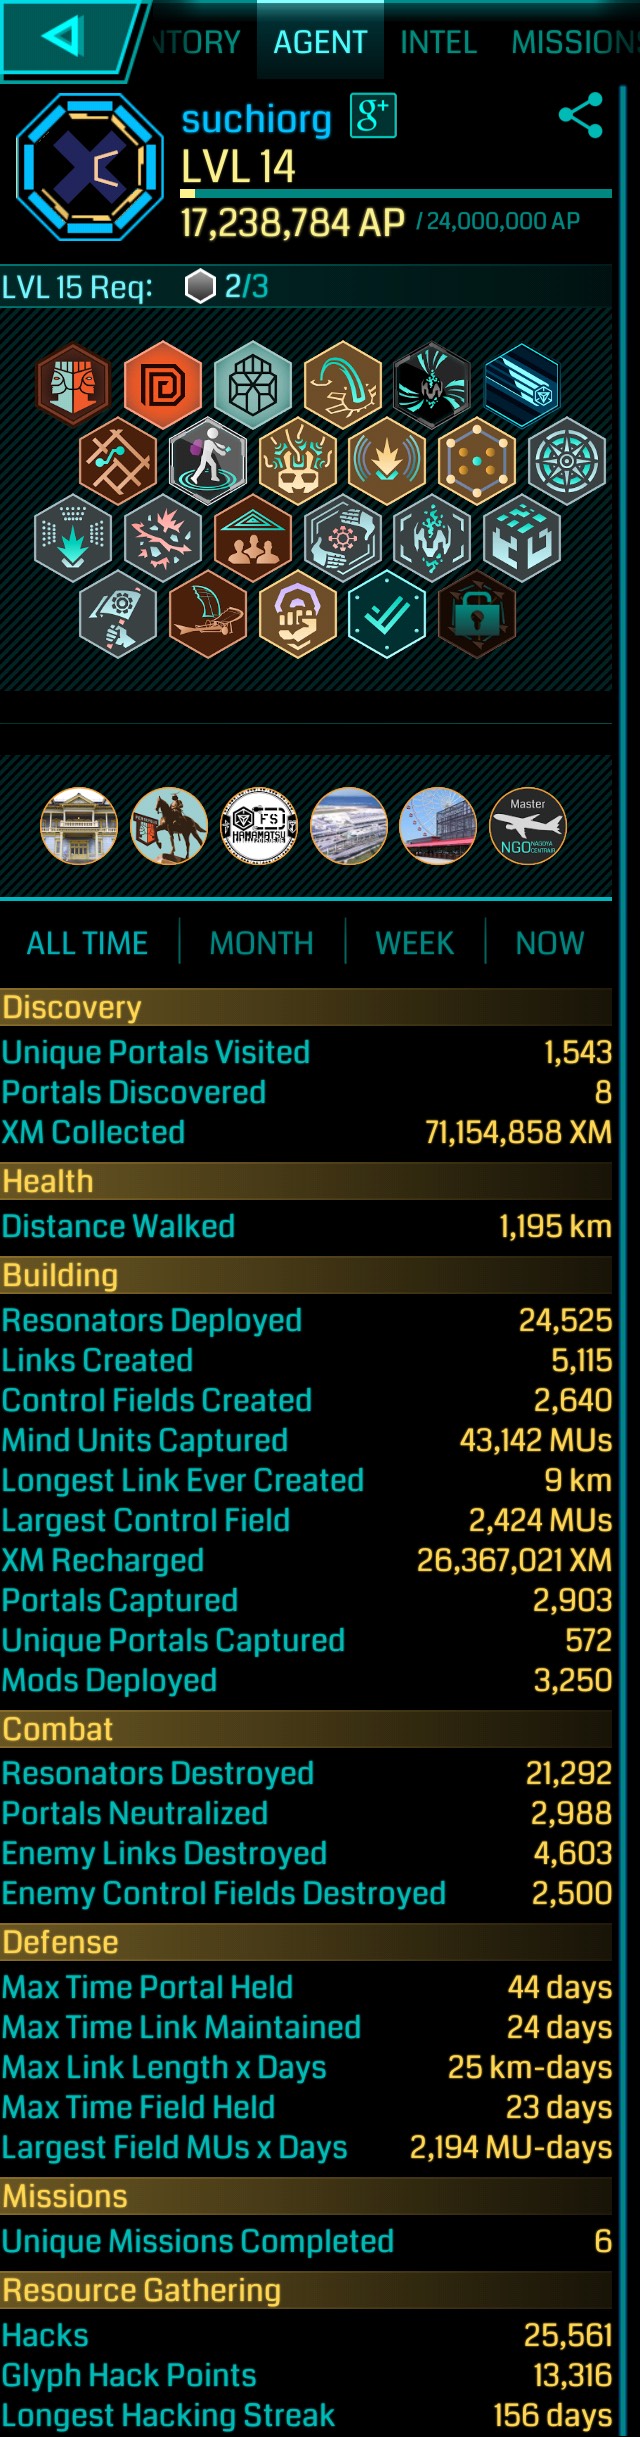 NTORY AGENT INTEL MISSIONS
suchiorg g+
LVL 14
17,238,784 AP / 24,000,000 AP
LVL 15 Req: 2/3
FS
HAMAMATSU
Master
NGO NAGOYA CENTRAIR
ALL TIME MONTH WEEK NOW
Discovery
Unique Portals Visited 1,543
Portals Discovered 8
XM Collected 71,154,858 XM
Health
Distance Walked 1,195 km
Building
Resonators Deployed 24,525
Links Created 5,115
Control Fields Created 2,640
Mind Units Captured 43,142 MUs
Longest Link Ever Created 9 km
Largest Control Field 2,424 MUs
XM Recharged 26,367,021 XM
Portals Captured 2,903
Unique Portals Captured 572
Mods Deployed 3,250
Combat
Resonators Destroyed 21,292
Portals Neutralized 2,988
Enemy Links Destroyed 4,603
Enemy Control Fields Destroyed 2,500
Defense
Max Time Portal Held 44 days
Max Time Link Maintained 24 days
Max Link Length x Days 25 km-days
Max Time Field Held 23 days
Largest Field MUs x Days 2,194 MU-days
Missions
Unique Missions Completed 6
Resource Gathering
Hacks 25,561
Glyph Hack Points 13,316
Longest Hacking Streak 156 days